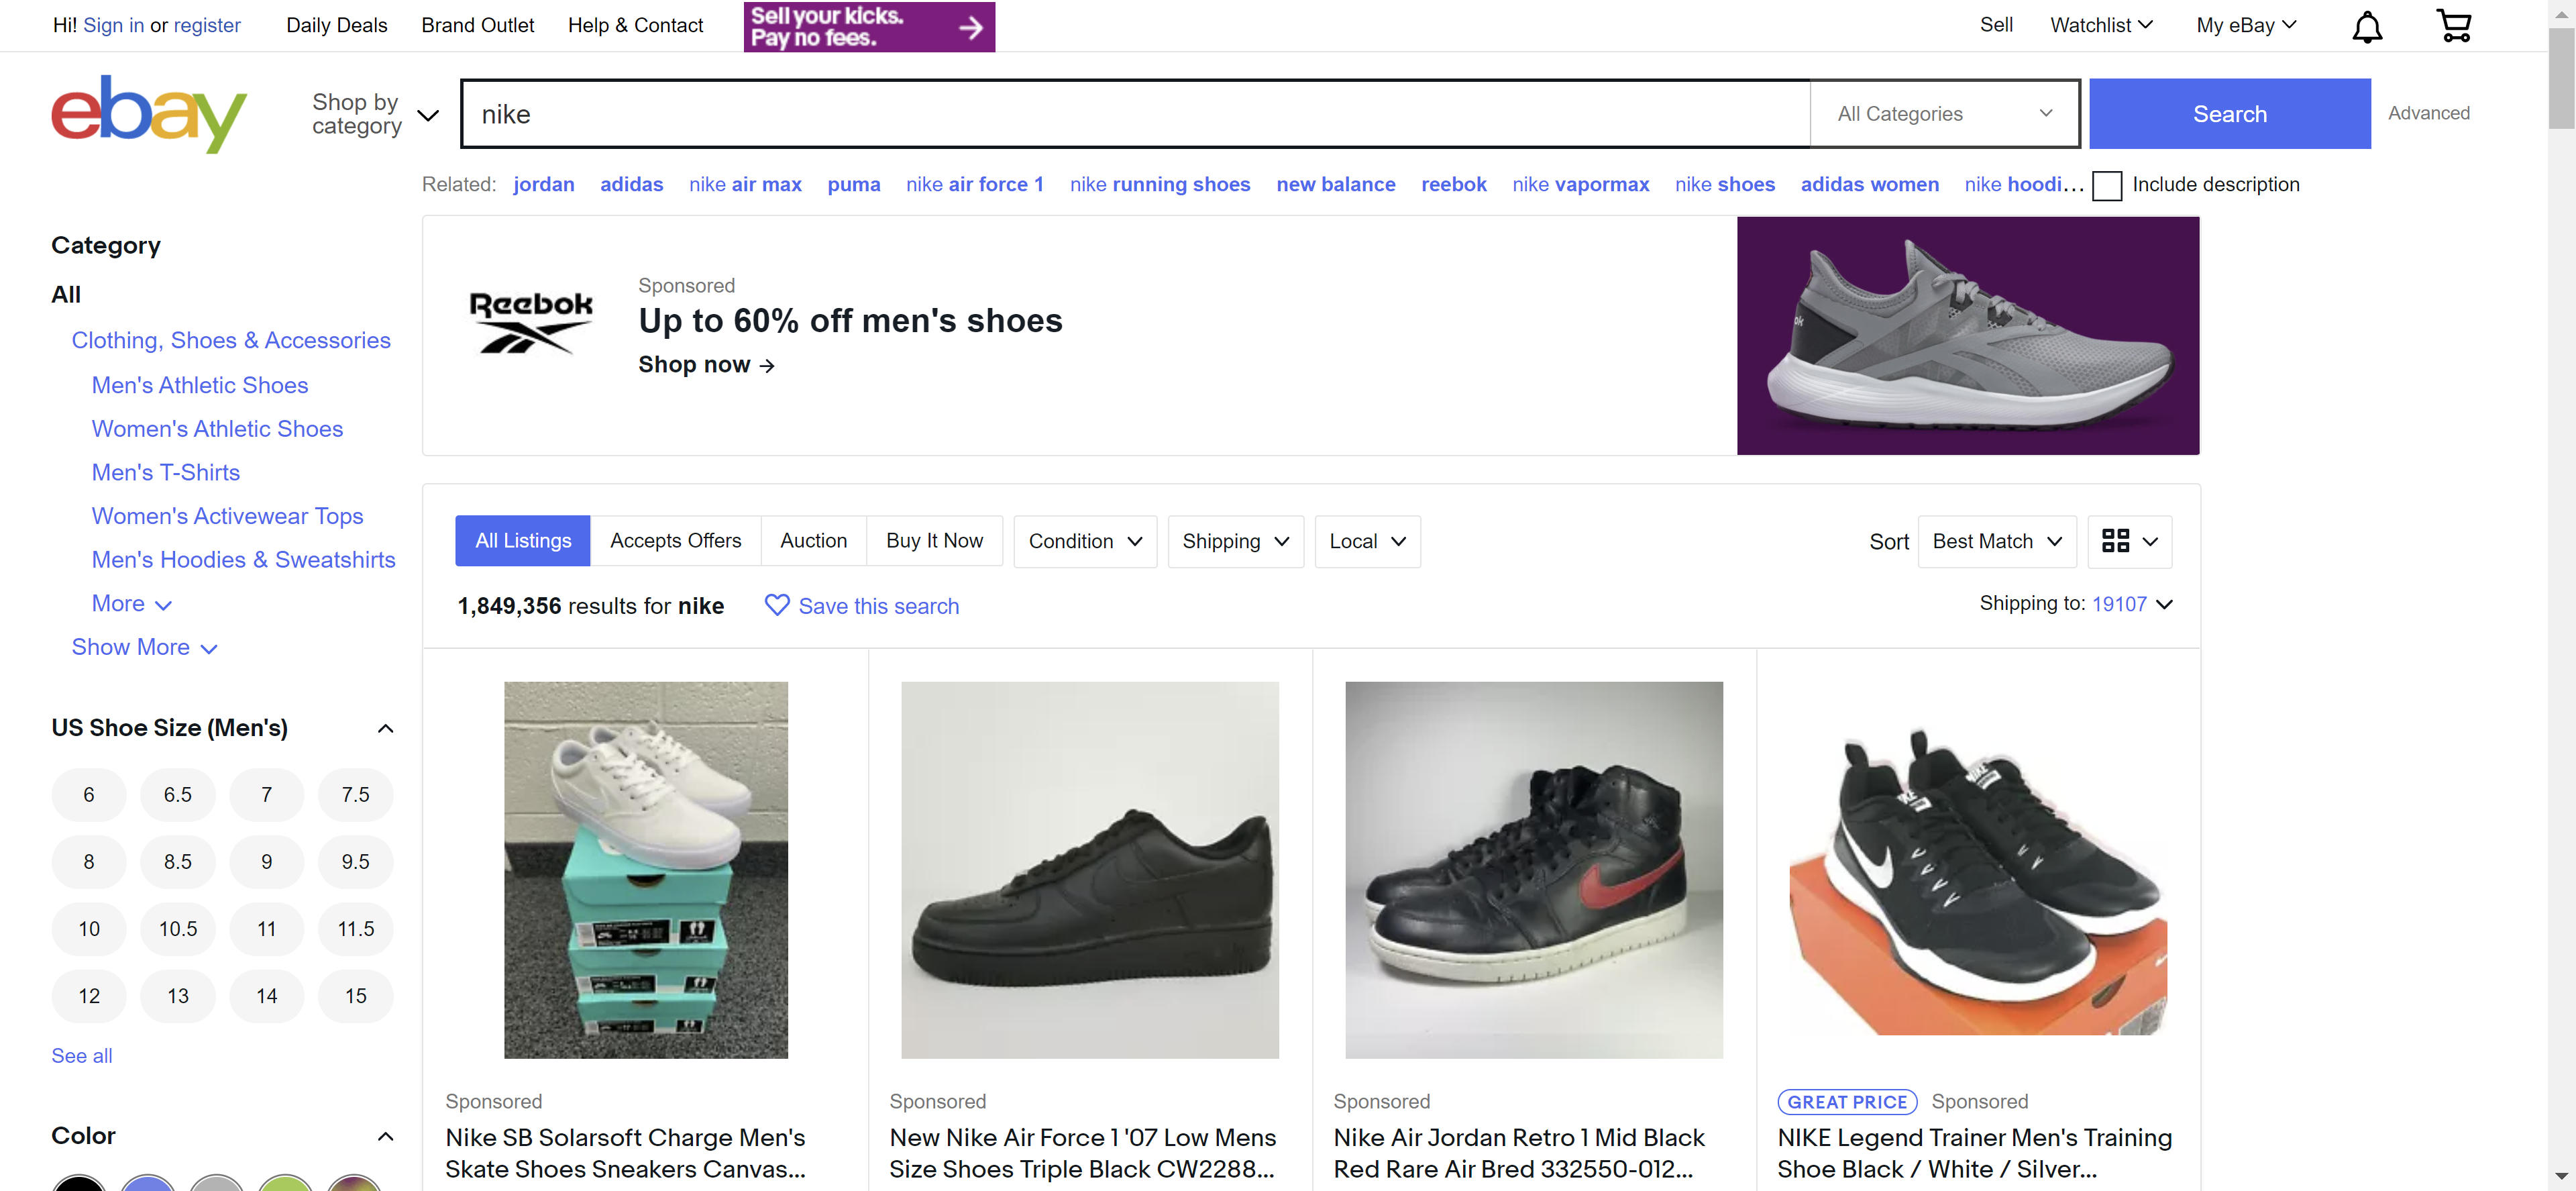 Hi! Sign in or register
Daily Deals
Brand Outlet
Help & Contact
Sell your kicks.
Pay no fees.
Sell
Watchlist
My eBay
ebay
Shop by
category
nike
All Categories
Search
Advanced
Related: jordan adidas nike air max puma nike air force 1 nike running shoes new balance reebok nike vapormax nike shoes adidas women nike hoodi...
Include description
Category
All
Clothing, Shoes & Accessories
Men's Athletic Shoes
Women's Athletic Shoes
Men's T-Shirts
Women's Activewear Tops
Men's Hoodies & Sweatshirts
More
Show More
US Shoe Size (Men's)
6 6.5 7 7.5
8 8.5 9 9.5
10 10.5 11 11.5
12 13 14 15
See all
Color
Reebok
Sponsored
Up to 60% off men's shoes
Shop now
All Listings
Accepts Offers
Auction
Buy It Now
Condition
Shipping
Local
Sort
Best Match
1,849,356 results for nike
Save this search
Shipping to: 19107
Sponsored
Nike SB Solarsoft Charge Men's
Skate Shoes Sneakers Canvas...
Sponsored
New Nike Air Force 1 '07 Low Mens
Size Shoes Triple Black CW2288...
Sponsored
Nike Air Jordan Retro 1 Mid Black
Red Rare Air Bred 332550-012...
NIKE
NIKE
GREAT PRICE Sponsored
NIKE Legend Trainer Men's Training
Shoe Black / White / Silver...